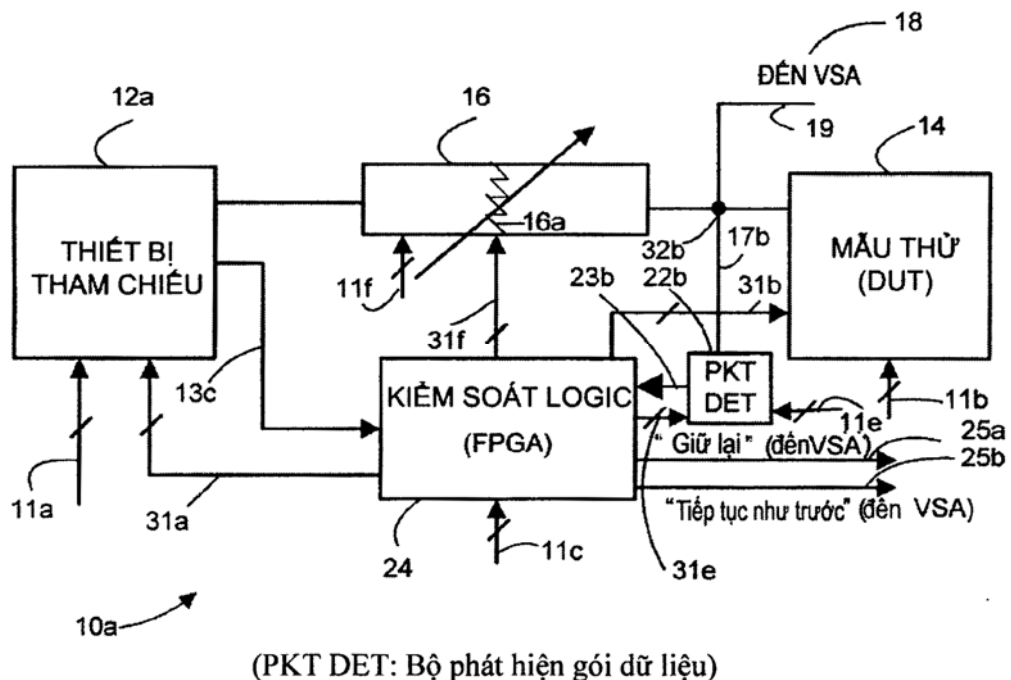 18
ĐẾN VSA
12a
16
19
14
THIẾT BỊ
THAM CHIẾU
16a
32b
17b
MẪU THỬ
(DUT)
11f
23b
22b
31b
31f
13c
KIỂM SOÁT LOGIC
(FPGA)
PKT
DET
11e
11b
“ Giữ lại” (đếnVSA)
25a
25b
“Tiếp tục như trước” (đến VSA)
11a
31a
24
11c
31e
10a
(PKT DET: Bộ phát hiện gói dữ liệu)